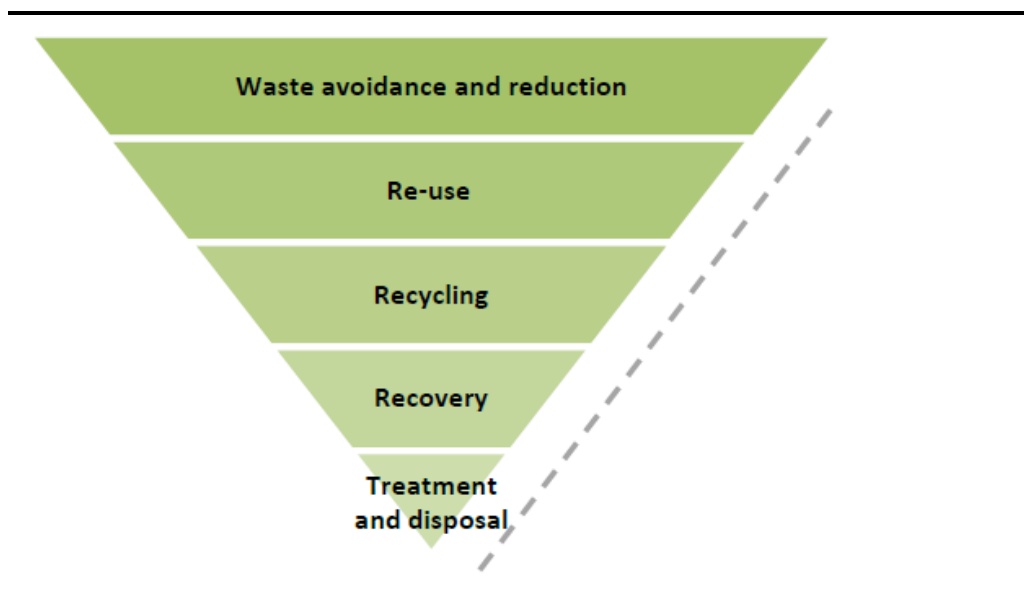 Waste avoidance and reduction
Re-use
Recycling
Recovery
Treatment
and disposal